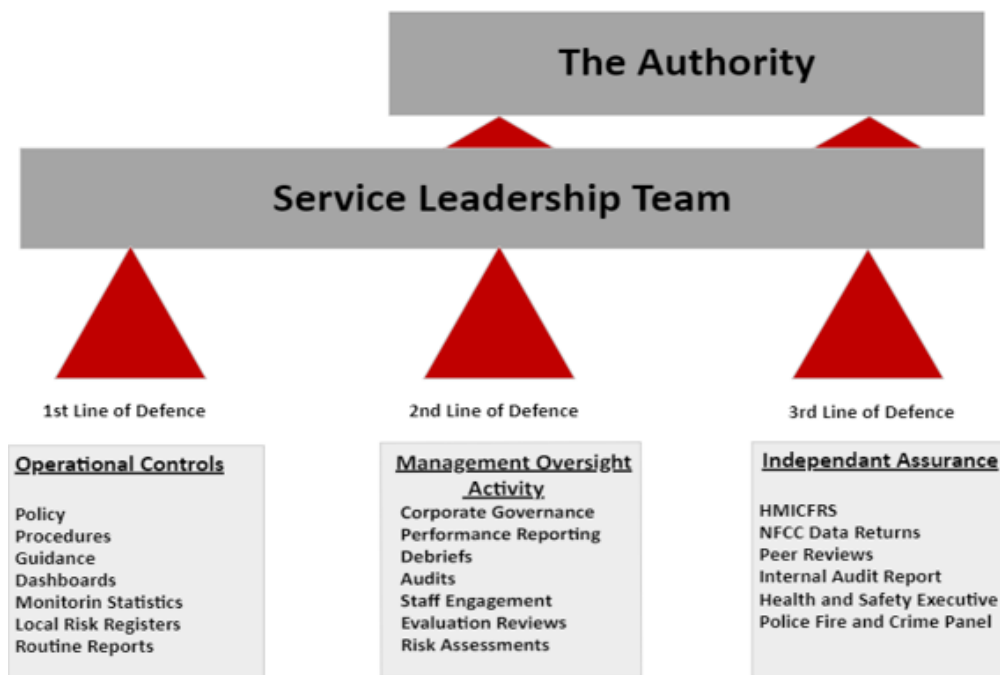 The Authority
Service Leadership Team
1st Line of Defence
2nd Line of Defence
3rd Line of Defence
Operational Controls
Policy
Procedures
Guidance
Dashboards
Monitorin Statistics
Local Risk Registers
Routine Reports
Management Oversight
Activity
Corporate Governance
Performance Reporting
Debriefs
Audits
Staff Engagement
Evaluation Reviews
Risk Assessments
Independant Assurance
HMICFRS
NFCC Data Returns
Peer Reviews
Internal Audit Report
Health and Safety Executive
Police Fire and Crime Panel